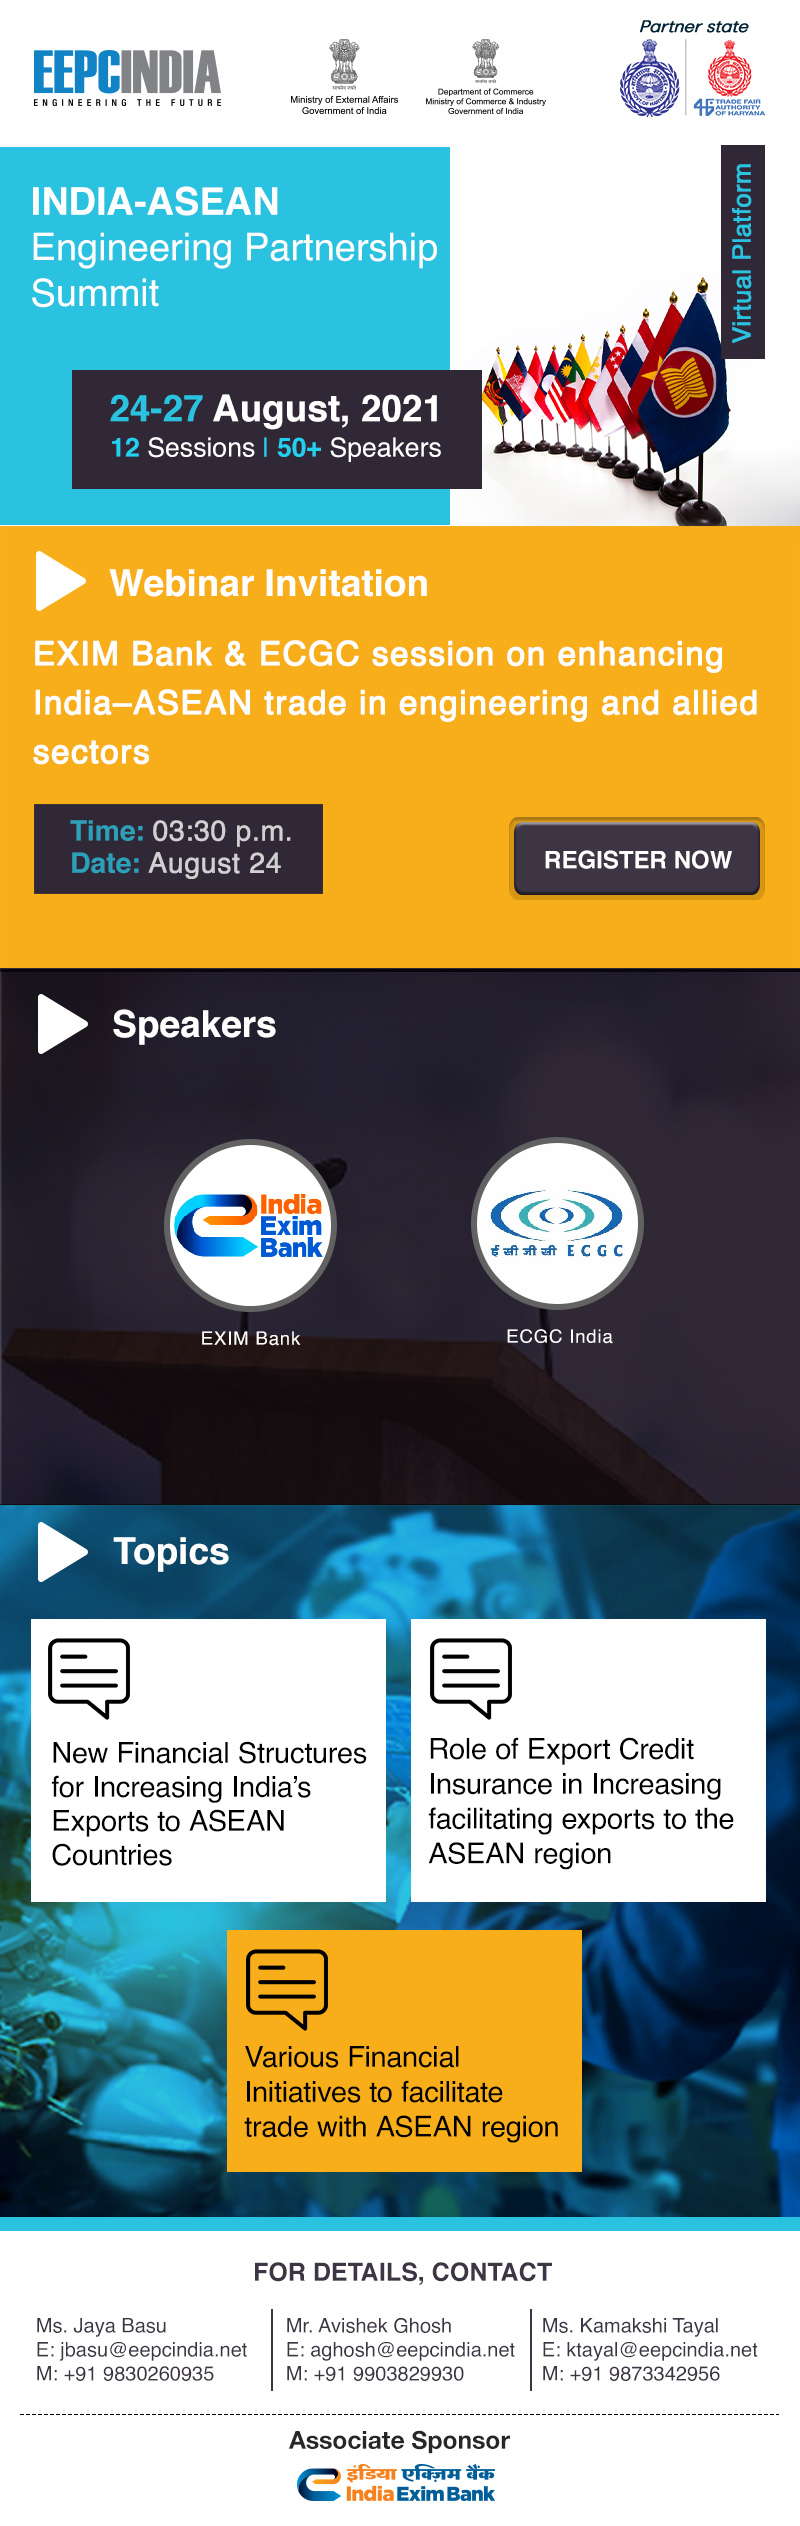 Partner state
EEPCINDIA
ENGINEERING THE FUTURE
Ministry of External Affairs
Government of India
Department of Commerce
Ministry of Commerce & Industry
Government of India
TRADE FAIR
AUTHORITY
OF HARYANA
Virtual Platform
INDIA-ASEAN
Engineering Partnership
Summit
24-27 August, 2021
12 Sessions | 50+ Speakers
Webinar Invitation
EXIM Bank & ECGC session on enhancing
India–ASEAN trade in engineering and allied
sectors
Time: 03:30 p.m.
Date: August 24
REGISTER NOW
Speakers
India
Exim
Bank
ई सी जी सी ECGC
EXIM Bank
ECGC India
Topics
New Financial Structures
for Increasing India’s
Exports to ASEAN
Countries
Role of Export Credit
Insurance in Increasing
facilitating exports to the
ASEAN region
Various Financial
Initiatives to facilitate
trade with ASEAN region
FOR DETAILS, CONTACT
Ms. Jaya Basu
E: jbasu@eepcindia.net
M: +91 9830260935
Mr. Avishek Ghosh
E: aghosh@eepcindia.net
M: +91 9903829930
Ms. Kamakshi Tayal
E: ktayal@eepcindia.net
M: +91 9873342956
Associate Sponsor
इंडिया एक्ज़िम बैंक
India Exim Bank